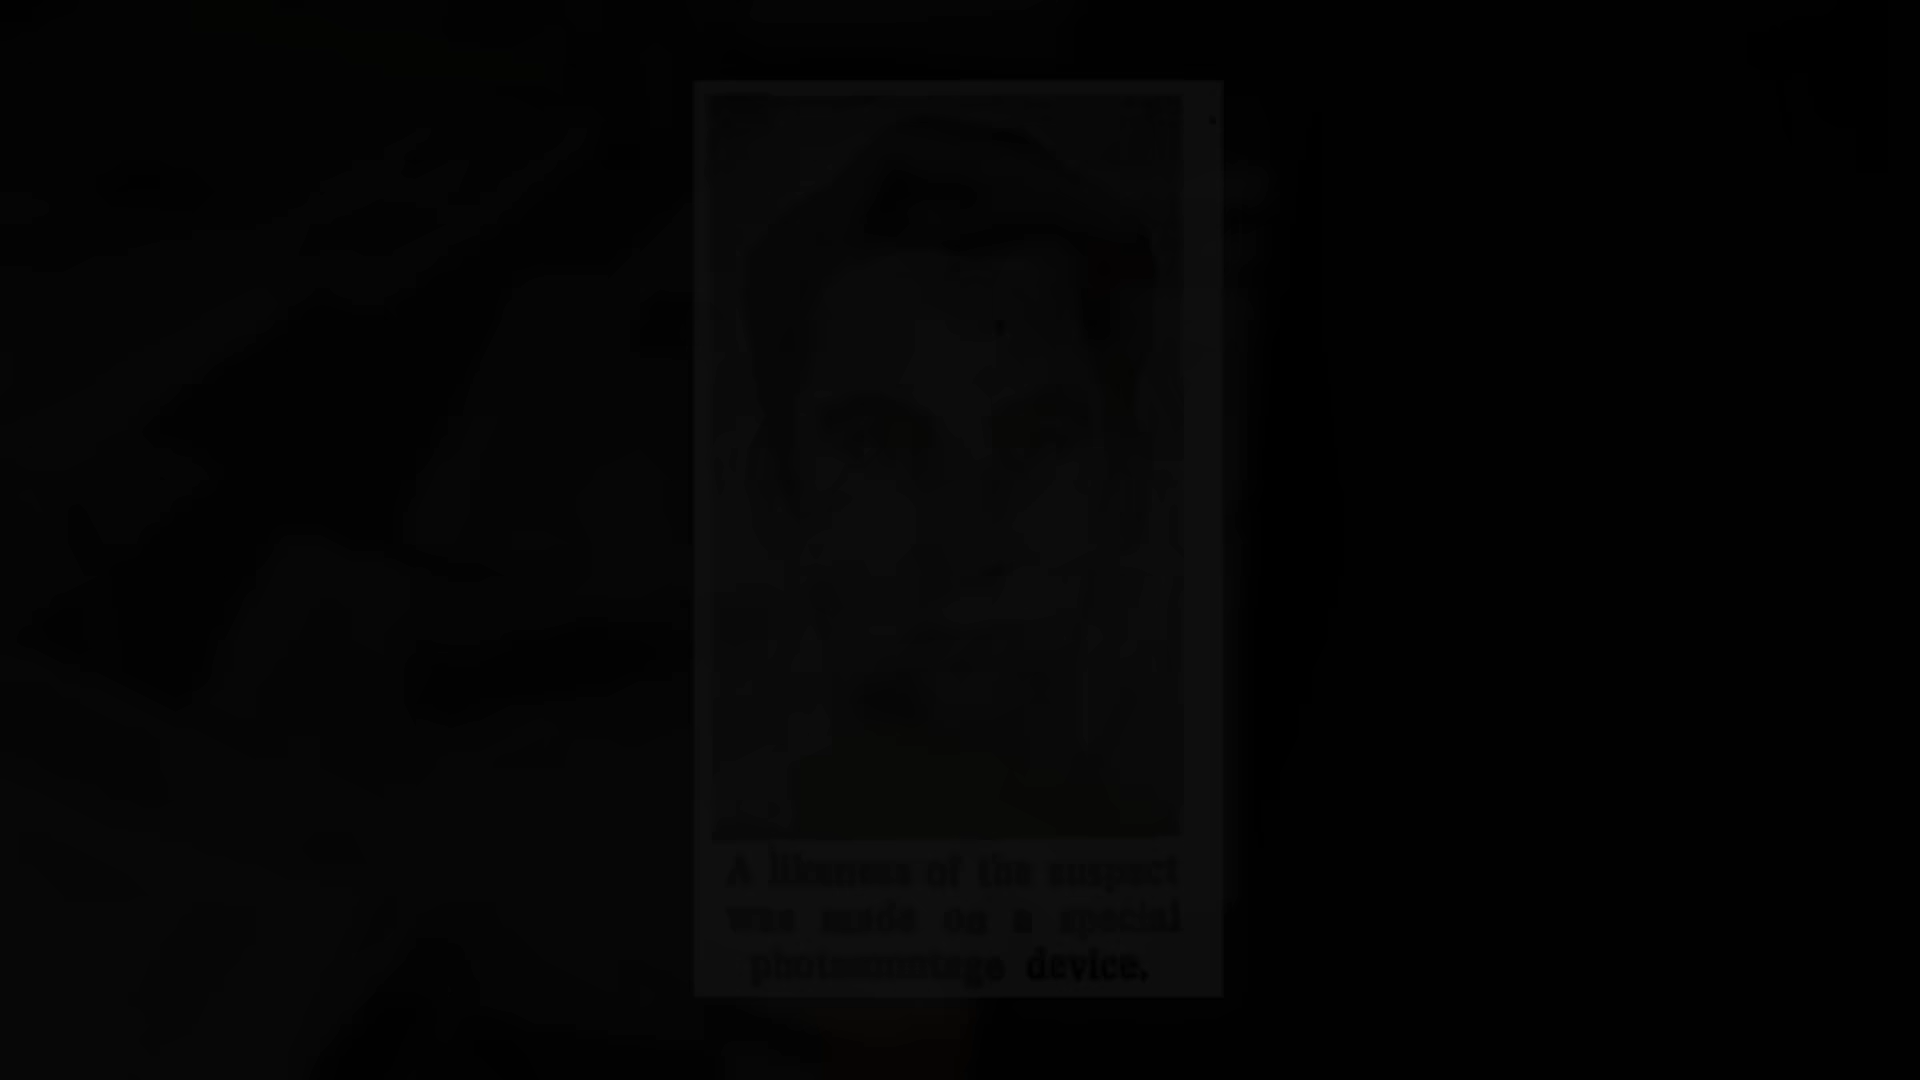 A likeness of the suspect
was made on a special
photomontage device.